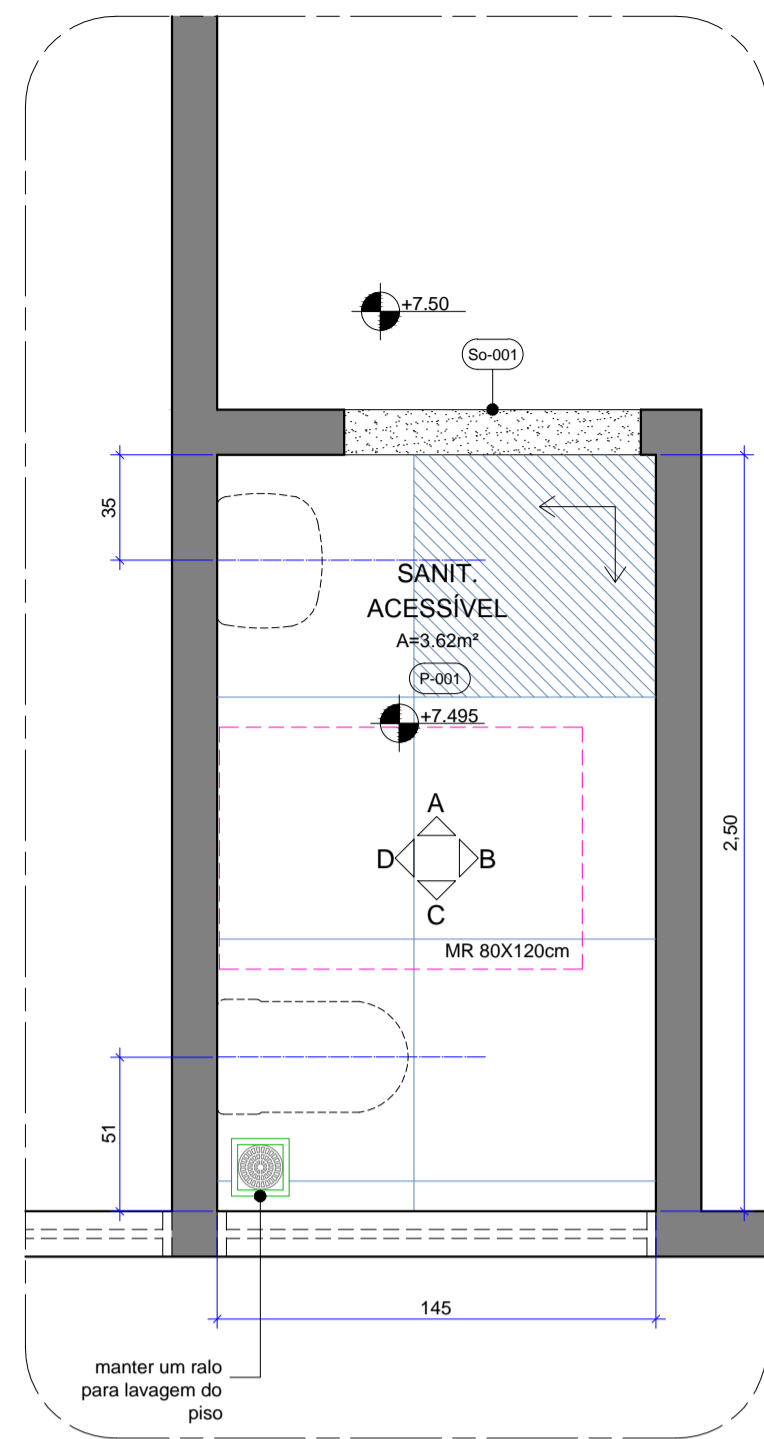 +7.50
So-001
35
SANIT.
ACESSÍVEL
A=3.62m²
P-001
+7.495
A
D
B
C
2,50
MR 80X120cm
51
145
manter um ralo
para lavagem do
piso